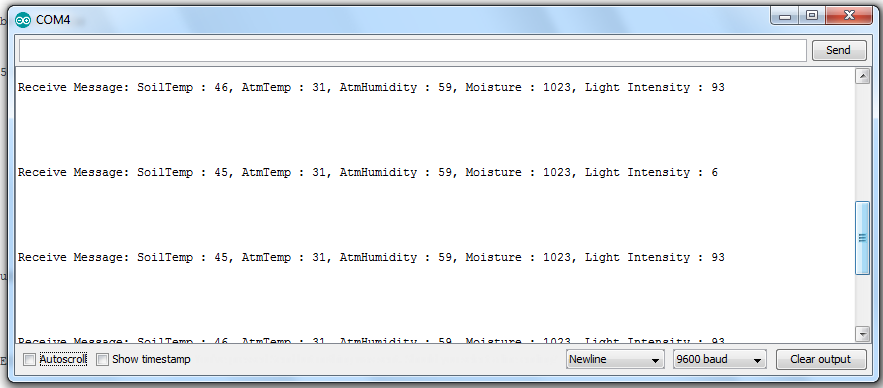 COM4
Send
Receive Message: SoilTemp : 46, AtmTemp : 31, AtmHumidity : 59, Moisture : 1023, Light Intensity : 93
Receive Message: SoilTemp : 45, AtmTemp : 31, AtmHumidity : 59, Moisture : 1023, Light Intensity : 6
Receive Message: SoilTemp : 45, AtmTemp : 31, AtmHumidity : 59, Moisture : 1023, Light Intensity : 93
Receive Message: SoilTemp : 46, AtmTemp : 31, AtmHumidity : 59, Moisture : 1023, Light Intensity : 93
Autoscroll Show timestamp Newline 9600 baud Clear output